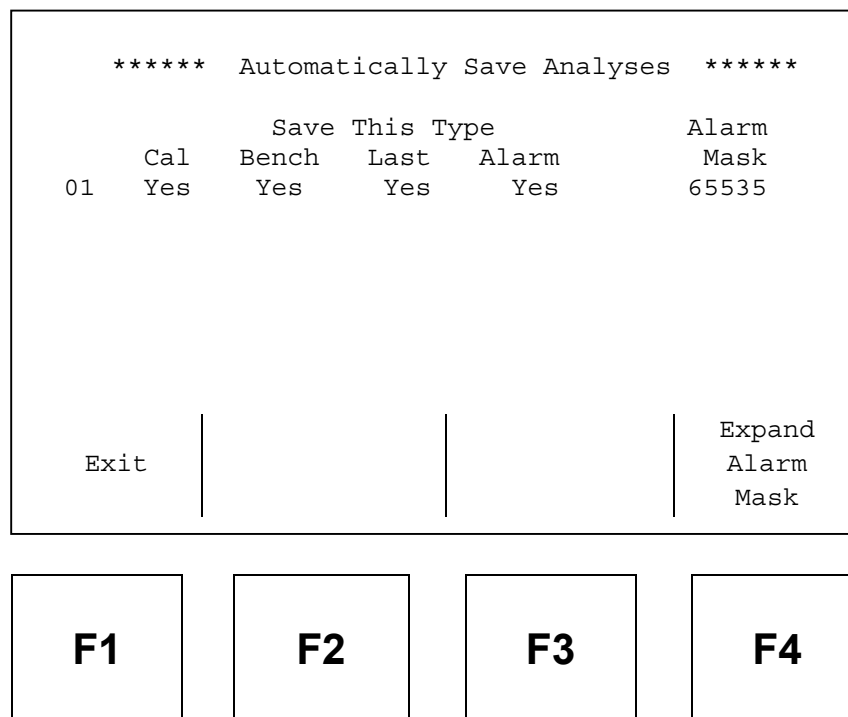 ****** Automatically Save Analyses ******
Save This Type Alarm
Cal Bench Last Alarm Mask
01 Yes Yes Yes Yes 65535
Expand
Exit Alarm
Mask
F1 F2 F3 F4